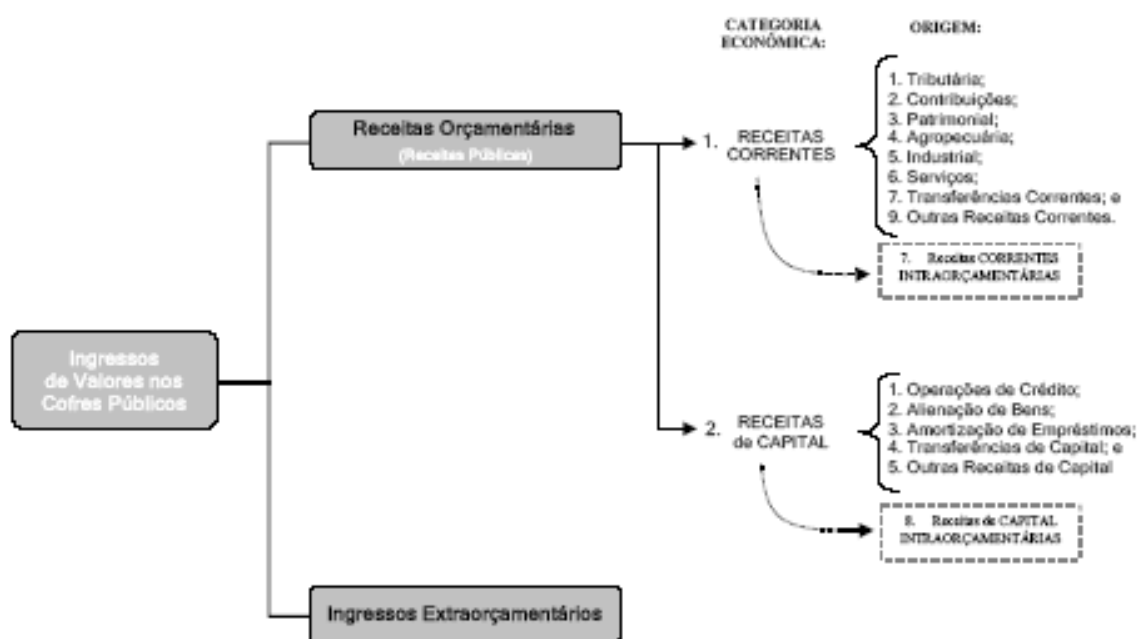 CATEGORIA
ECONÔMICA:
ORIGEM:
Ingressos
de Valores nos
Cofres Públicos
Receitas Orçamentárias
(Receitas Públicas)
1. RECEITAS
CORRENTES
1. Tributária;
2. Contribuições;
3. Patrimonial;
4. Agropecuária;
5. Industrial;
6. Serviços;
7. Transferências Correntes; e
9. Outras Receitas Correntes.
7. Receitas CORRENTES
INTRAORÇAMENTÁRIAS
2. RECEITAS
de CAPITAL
1. Operações de Crédito;
2. Alienação de Bens;
3. Amortização de Empréstimos;
4. Transferências de Capital; e
5. Outras Receitas de Capital
8. Receitas de CAPITAL
INTRAORÇAMENTÁRIAS
Ingressos Extraorçamentários